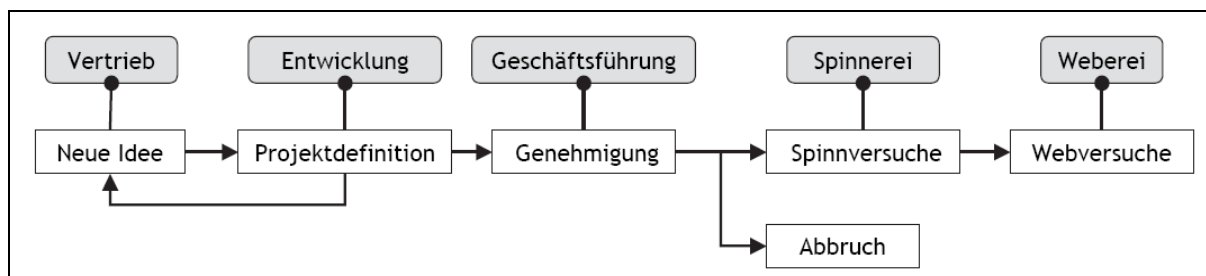 Vertrieb
Entwicklung
Geschäftsführung
Spinnerei
Weberei
Neue Idee
Projektdefinition
Genehmigung
Spinnversuche
Webversuche
Abbruch